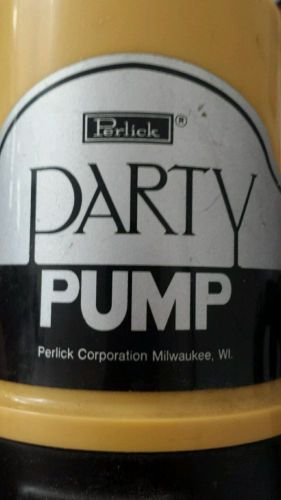 Perlick ®
PARTY
PUMP
Perlick Corporation Milwaukee, WI.